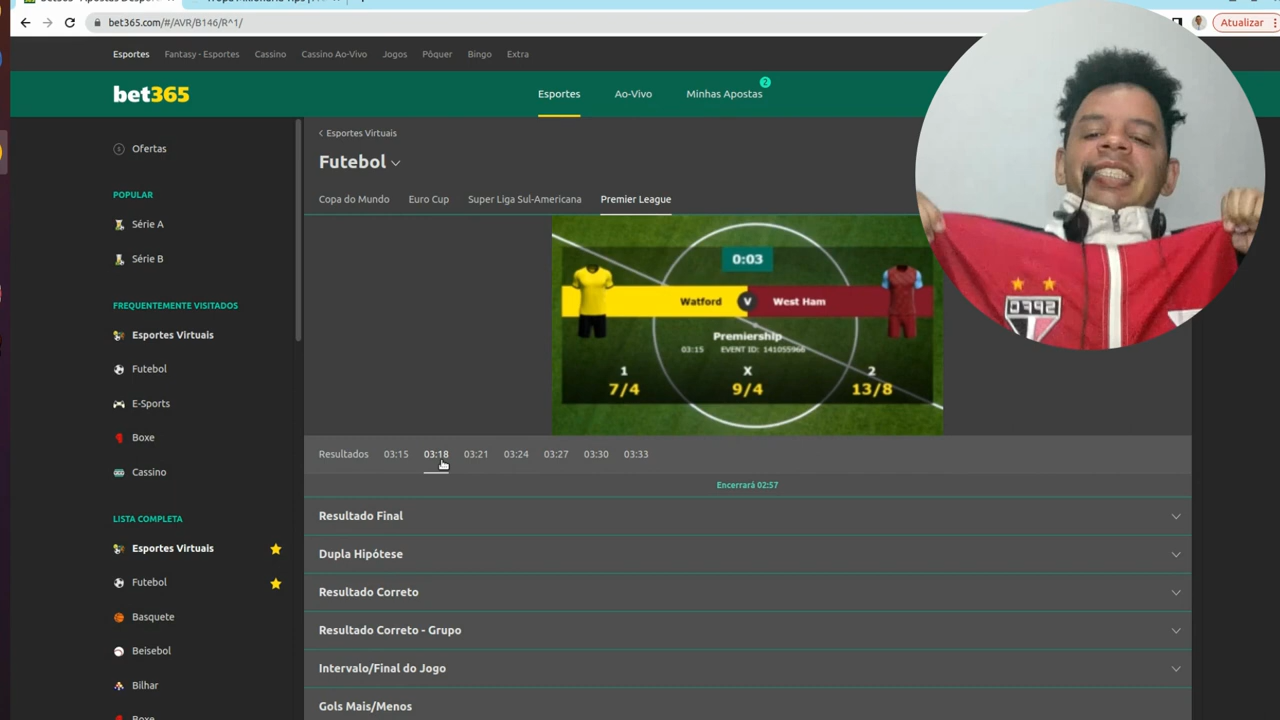 bet365.com/#/AVR/B146/R^1/
Atualizar
Esportes
Fantasy - Esportes
Cassino
Cassino Ao-Vivo
Jogos
Pôquer
Bingo
Extra
bet365
Esportes
Ao-Vivo
Minhas Apostas
2
Ofertas
POPULAR
Série A
Série B
FREQUENTEMENTE VISITADOS
Esportes Virtuais
Futebol
E-Sports
Boxe
Cassino
LISTA COMPLETA
Esportes Virtuais
Futebol
Basquete
Beisebol
Bilhar
Boxe
Esportes Virtuais
Futebol
Copa do Mundo
Euro Cup
Super Liga Sul-Americana
Premier League
0:03
Watford V West Ham
Premiership
03:15 EVENT ID: 141055966
1 X 2
7/4 9/4 13/8
Resultados 03:15 03:18 03:21 03:24 03:27 03:30 03:33
Encerrará 02:57
Resultado Final
Dupla Hipótese
Resultado Correto
Resultado Correto - Grupo
Intervalo/Final do Jogo
Gols Mais/Menos